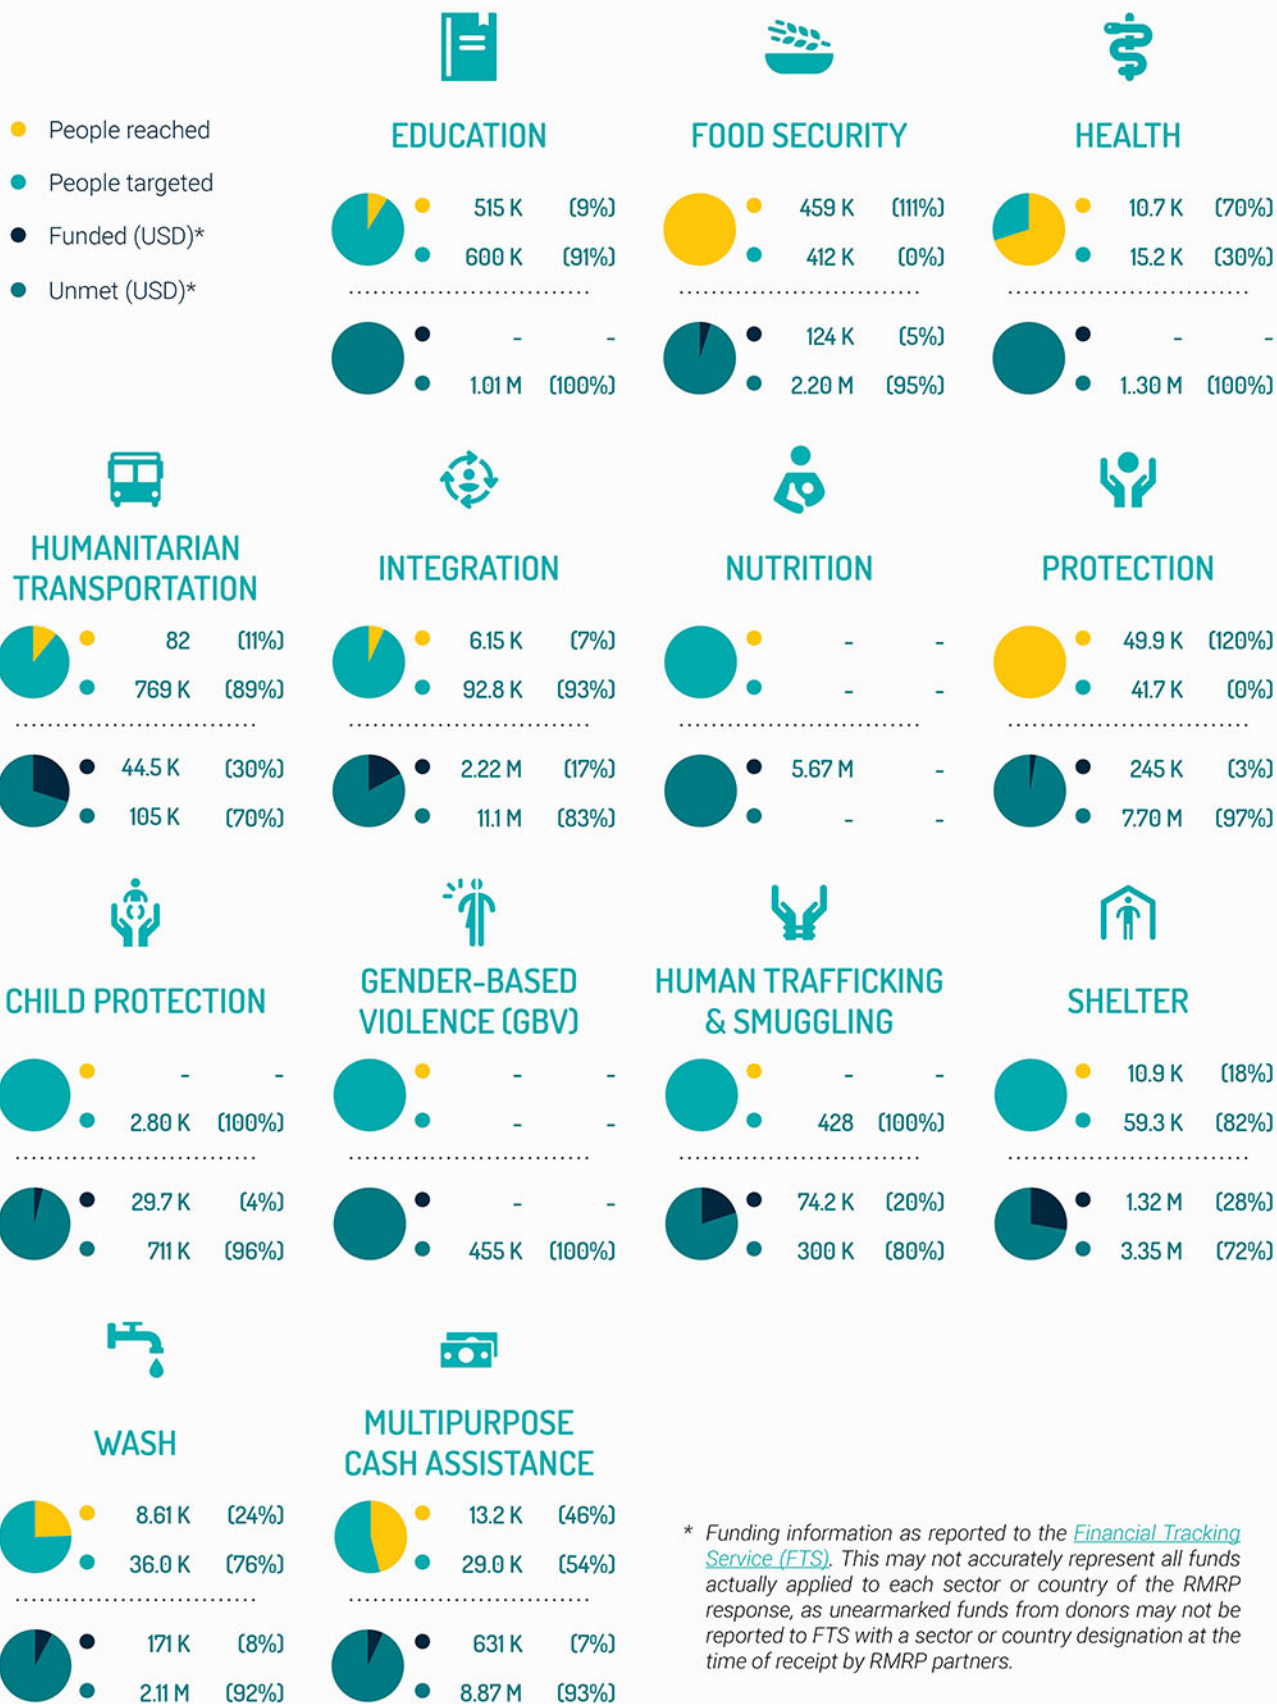 People reached
People targeted
Funded (USD)*
Unmet (USD)*
EDUCATION
515 K (9%)
600 K (91%)
- -
1.01 M (100%)
FOOD SECURITY
459 K (111%)
412 K (0%)
124 K (5%)
2.20 M (95%)
HEALTH
10.7 K (70%)
15.2 K (30%)
- -
1..30 M (100%)
HUMANITARIAN
TRANSPORTATION
82 (11%)
769 K (89%)
44.5 K (30%)
105 K (70%)
INTEGRATION
6.15 K (7%)
92.8 K (93%)
2.22 M (17%)
11.1 M (83%)
NUTRITION
- -
- -
5.67 M -
- -
PROTECTION
49.9 K (120%)
41.7 K (0%)
245 K (3%)
7.70 M (97%)
CHILD PROTECTION
- -
2.80 K (100%)
29.7 K (4%)
711 K (96%)
GENDER-BASED
VIOLENCE (GBV)
- -
- -
- -
455 K (100%)
HUMAN TRAFFICKING
& SMUGGLING
- -
428 (100%)
74.2 K (20%)
300 K (80%)
SHELTER
10.9 K (18%)
59.3 K (82%)
1.32 M (28%)
3.35 M (72%)
WASH
8.61 K (24%)
36.0 K (76%)
171 K (8%)
2.11 M (92%)
MULTIPURPOSE
CASH ASSISTANCE
13.2 K (46%)
29.0 K (54%)
631 K (7%)
8.87 M (93%)
* Funding information as reported to the Financial Tracking
Service (FTS). This may not accurately represent all funds
actually applied to each sector or country of the RMRP
response, as unearmarked funds from donors may not be
reported to FTS with a sector or country designation at the
time of receipt by RMRP partners.